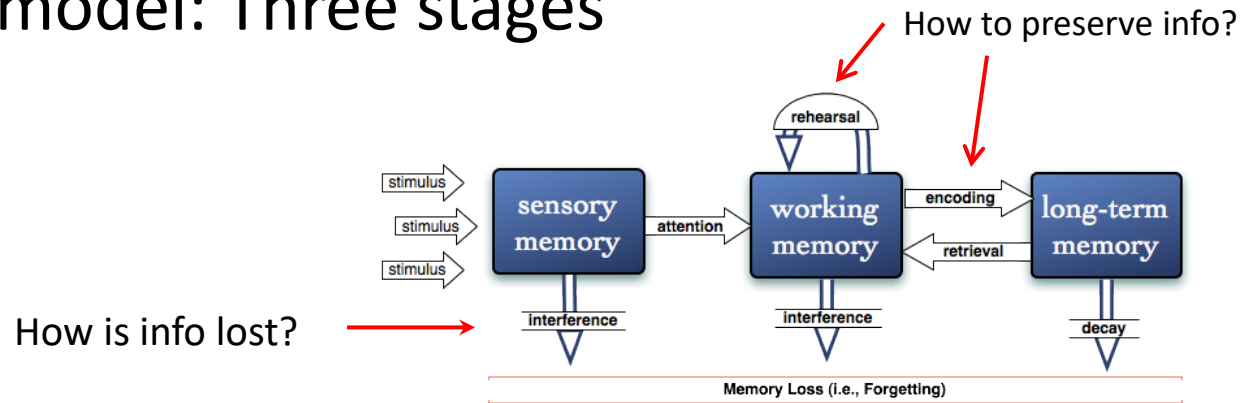 model: Three stages
How to preserve info?
rehearsal
stimulus
stimulus
stimulus
sensory
memory
attention
working
memory
encoding
retrieval
long-term
memory
How is info lost?
interference
interference
decay
Memory Loss (i.e., Forgetting)